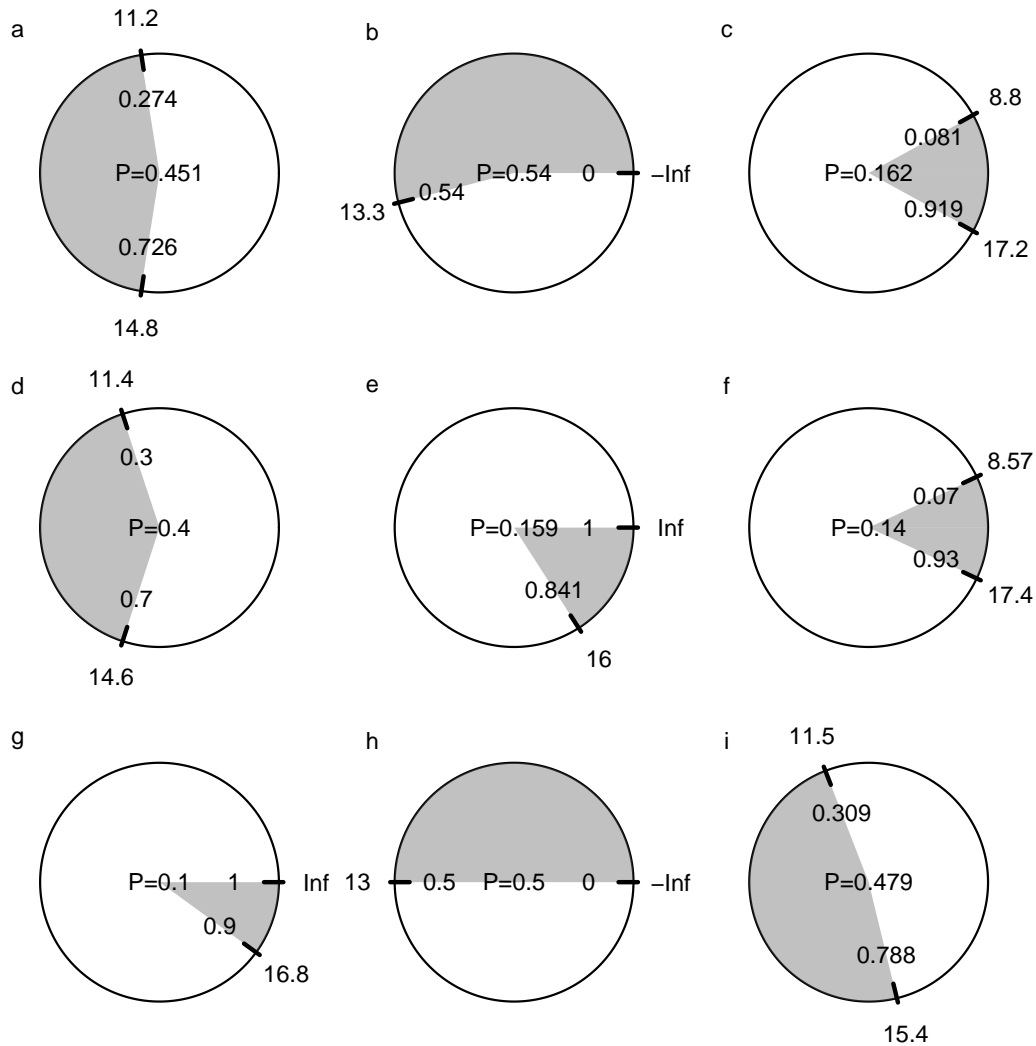 a
11.2
0.274
P=0.451
0.726
14.8
b
P=0.54
0
−Inf
0.54
13.3
c
8.8
0.081
P=0.162
0.919
17.2
d
11.4
0.3
P=0.4
0.7
14.6
e
P=0.159
1
Inf
0.841
16
f
8.57
0.07
P=0.14
0.93
17.4
g
P=0.1
1
Inf
0.9
16.8
h
13
0.5
P=0.5
0
−Inf
i
11.5
0.309
P=0.479
0.788
15.4